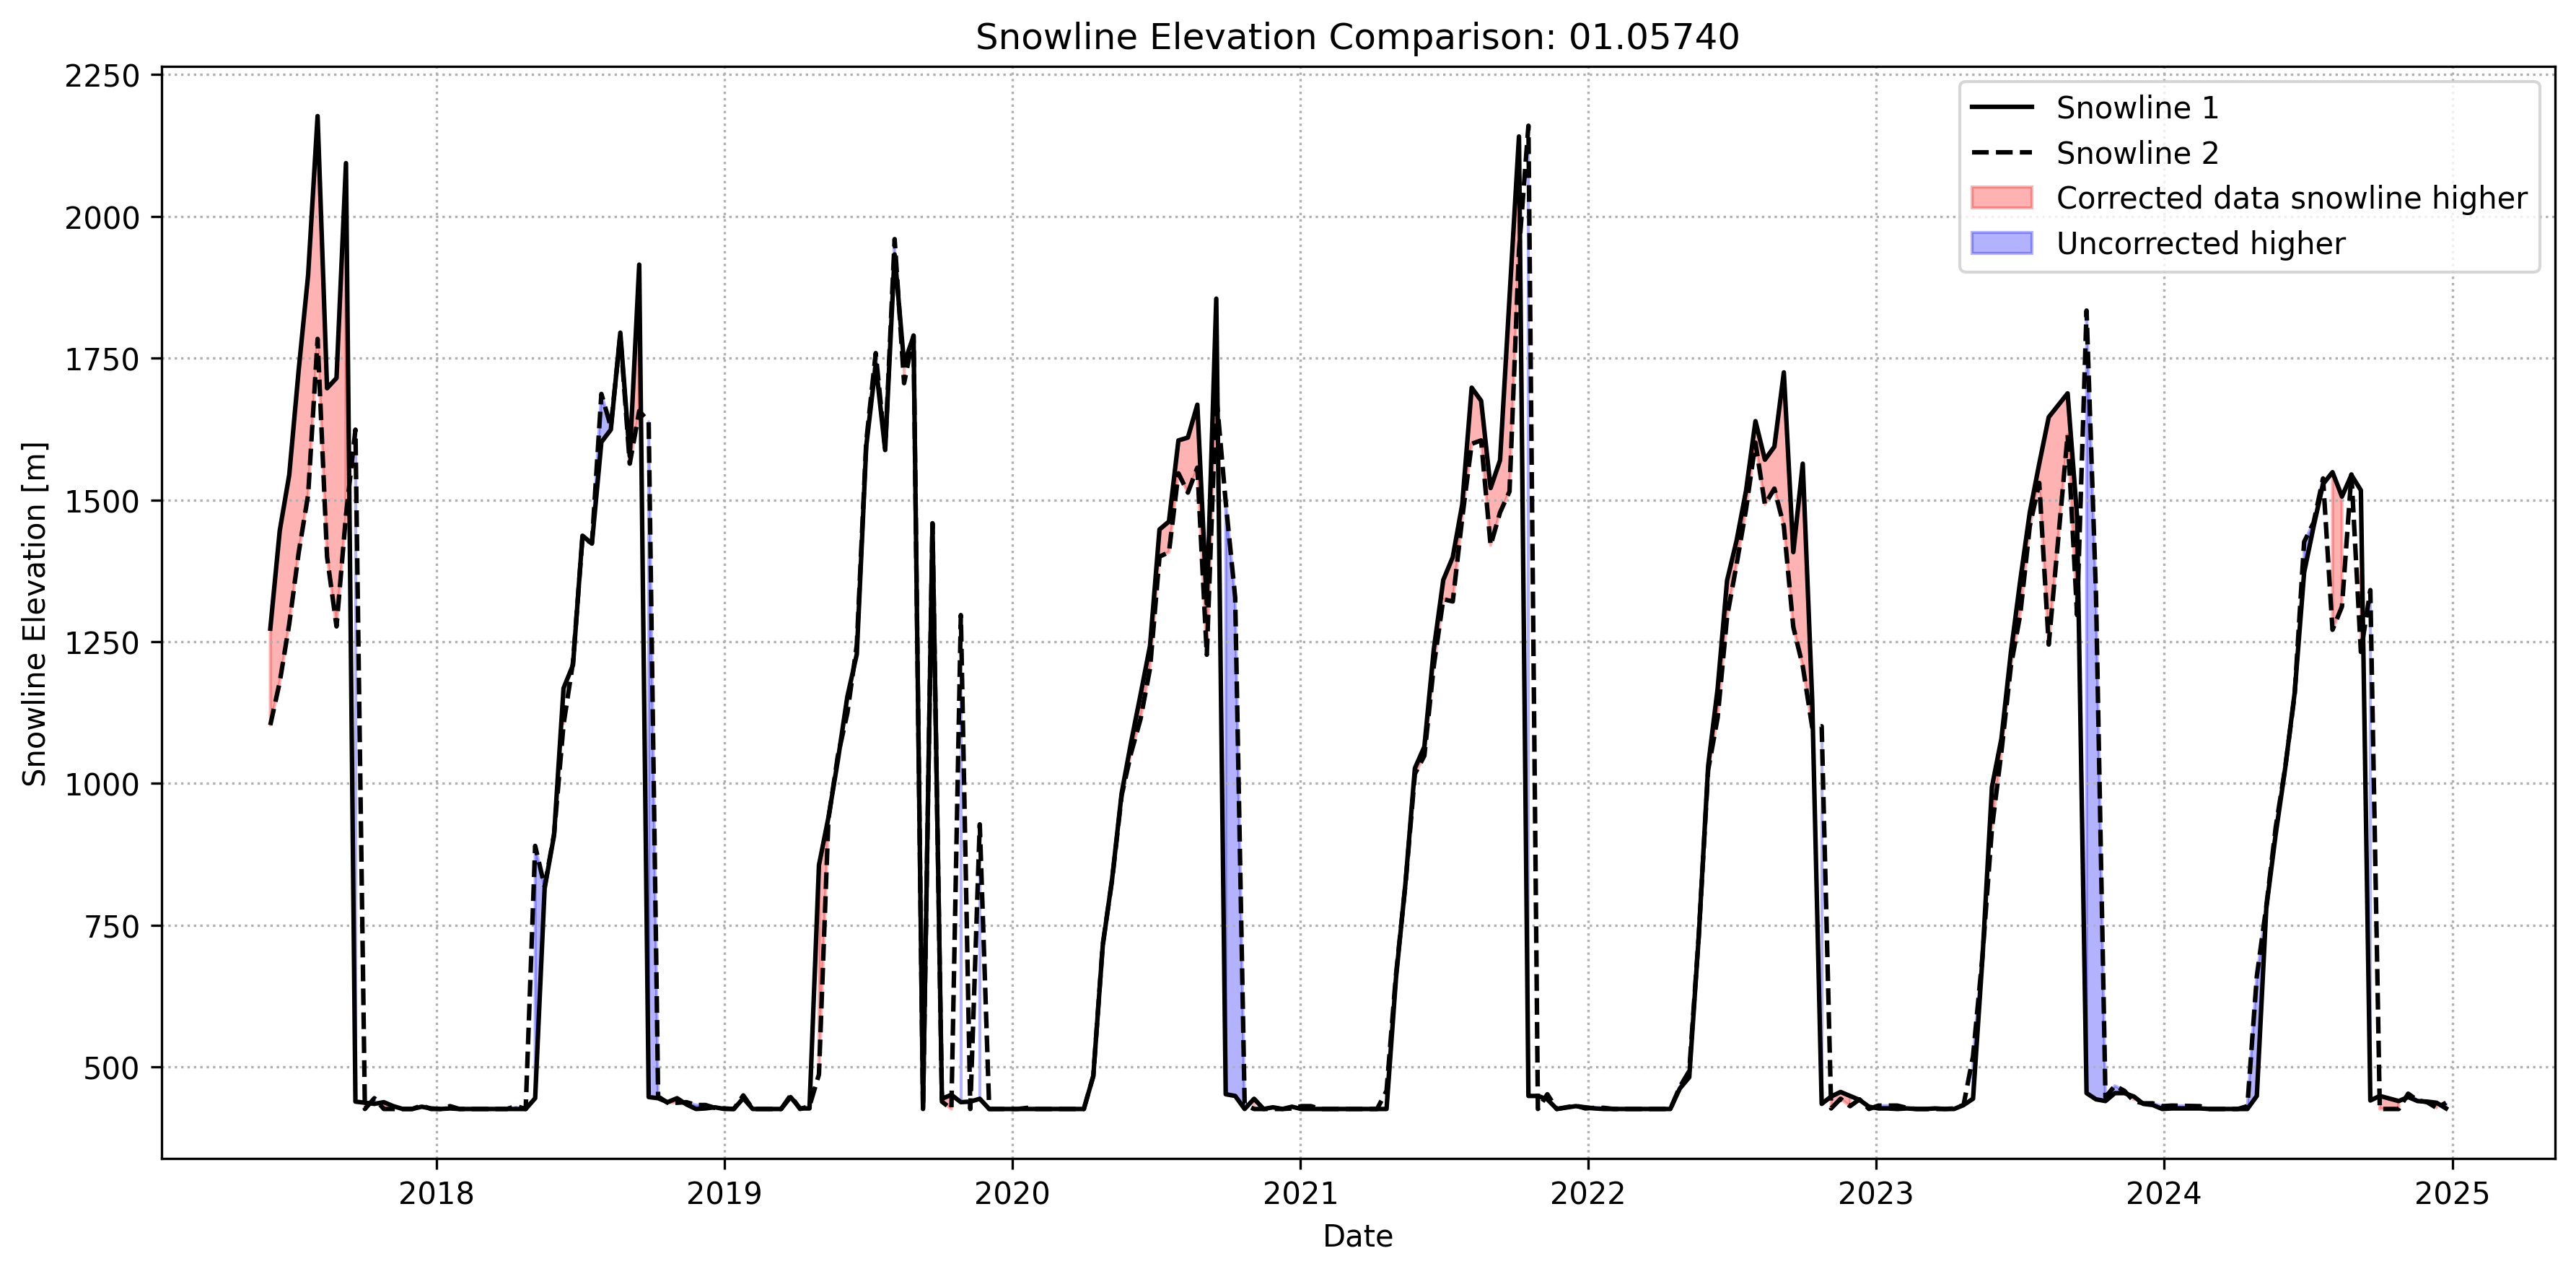 Snowline Elevation Comparison: 01.05740
Snowline Elevation [m]
2250
2000
1750
1500
1250
1000
750
500
Snowline 1
Snowline 2
Corrected data snowline higher
Uncorrected higher
2018 2019 2020 2021 2022 2023 2024 2025
Date